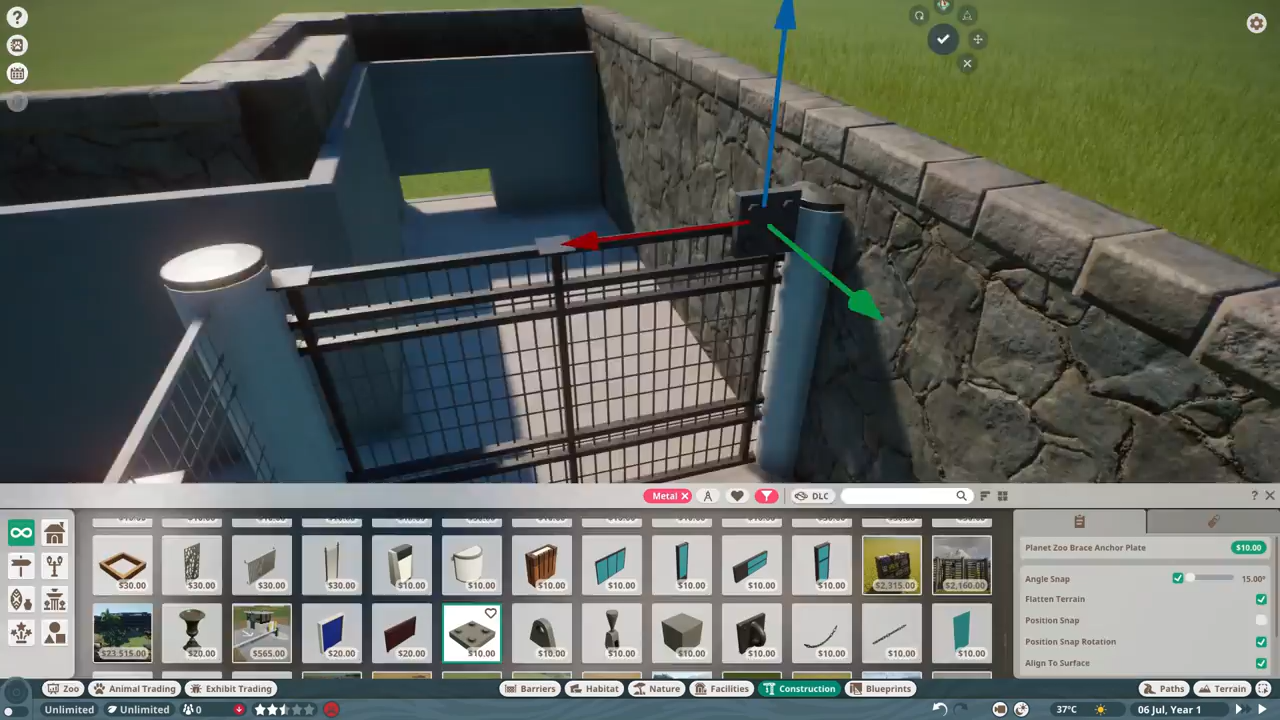 ?
Metal ✕
DLC
?
$30.00
$30.00
$30.00
$30.00
$10.00
$10.00
$10.00
$10.00
$10.00
$10.00
$10.00
$2,315.00
$2,160.00
$23,515.00
$20.00
$565.00
$20.00
$20.00
$10.00
$10.00
$10.00
$10.00
$10.00
$10.00
$10.00
$10.00
Planet Zoo Brace Anchor Plate
$10.00
Angle Snap
15.00°
Flatten Terrain
Position Snap
Position Snap Rotation
Align To Surface
Zoo
Animal Trading
Exhibit Trading
Barriers
Habitat
Nature
Facilities
Construction
Blueprints
Paths
Terrain
Unlimited
Unlimited
0
37°C
06 Jul, Year 1